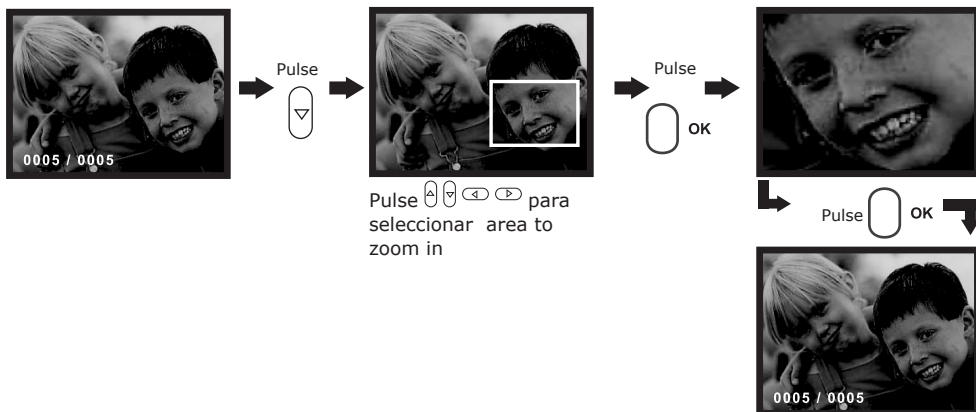 0005 / 0005
Pulse
Pulse para
seleccionar area to
zoom in
Pulse
OK
Pulse OK
0005 / 0005